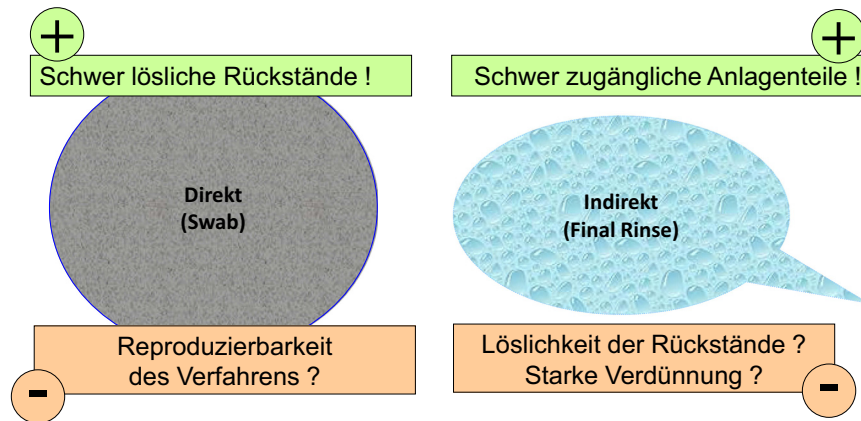 +
Schwer lösliche Rückstände !
Direkt
(Swab)
Reproduzierbarkeit
des Verfahrens ?
-
+
Schwer zugängliche Anlagenteile !
Indirekt
(Final Rinse)
Löslichkeit der Rückstände ?
Starke Verdünnung ?
-